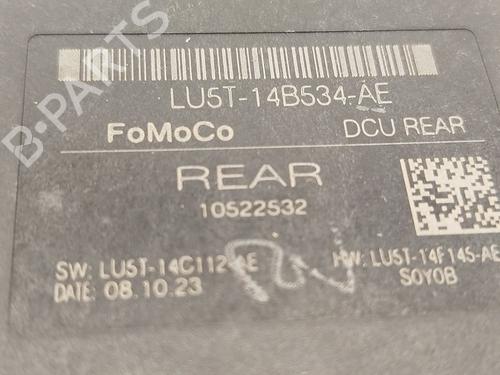 B-PARTS
LU5T-14B534-AE
FoMoCo DCU REAR
REAR
10522532
SW: LU5T-14C112-AE HW: LU5T-14F145-AE
DATE: 08.10.23 S0Y0B